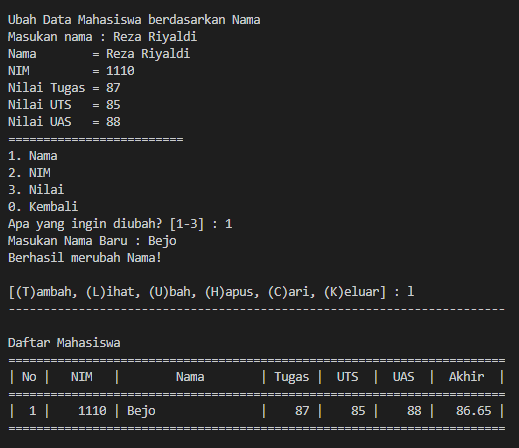 Ubah Data Mahasiswa berdasarkan Nama
Masukan nama : Reza Riyaldi
Nama        = Reza Riyaldi
NIM         = 1110
Nilai Tugas = 87
Nilai UTS   = 85
Nilai UAS   = 88
=========================
1. Nama
2. NIM
3. Nilai
0. Kembali
Apa yang ingin diubah? [1-3] : 1
Masukan Nama Baru : Bejo
Berhasil merubah Nama!
[(T)ambah, (L)ihat, (U)bah, (H)apus, (C)ari, (K)eluar] : l
-----------------------------------------------------------------------
Daftar Mahasiswa
=======================================================================
| No |   NIM   |        Nama        | Tugas |  UTS  |  UAS  |  Akhir  |
=======================================================================
|  1 |    1110 | Bejo               |    87 |    85 |    88 |   86.65 |
=======================================================================